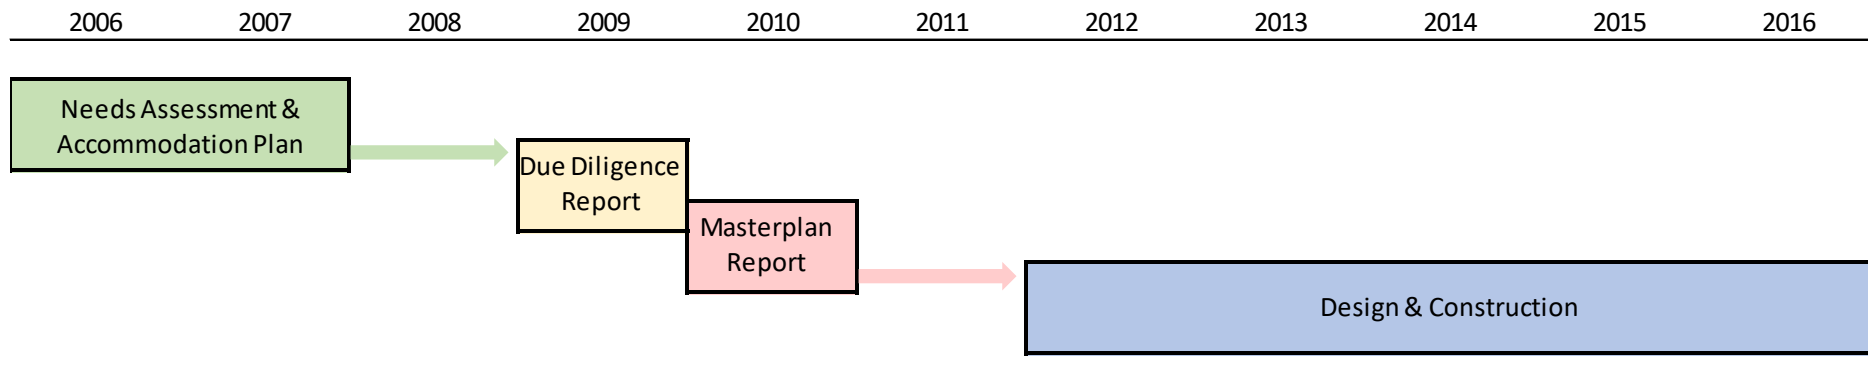 2006 2007 2008 2009 2010 2011 2012 2013 2014 2015 2016
Needs Assessment &
Accommodation Plan
Due Diligence
Report
Masterplan
Report
Design & Construction